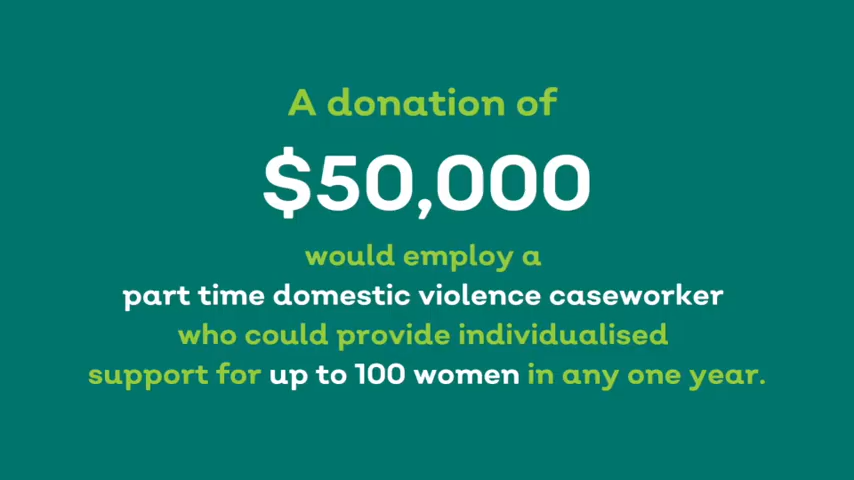 A donation of
$50,000
would employ a
part time domestic violence caseworker
who could provide individualised
support for up to 100 women in any one year.